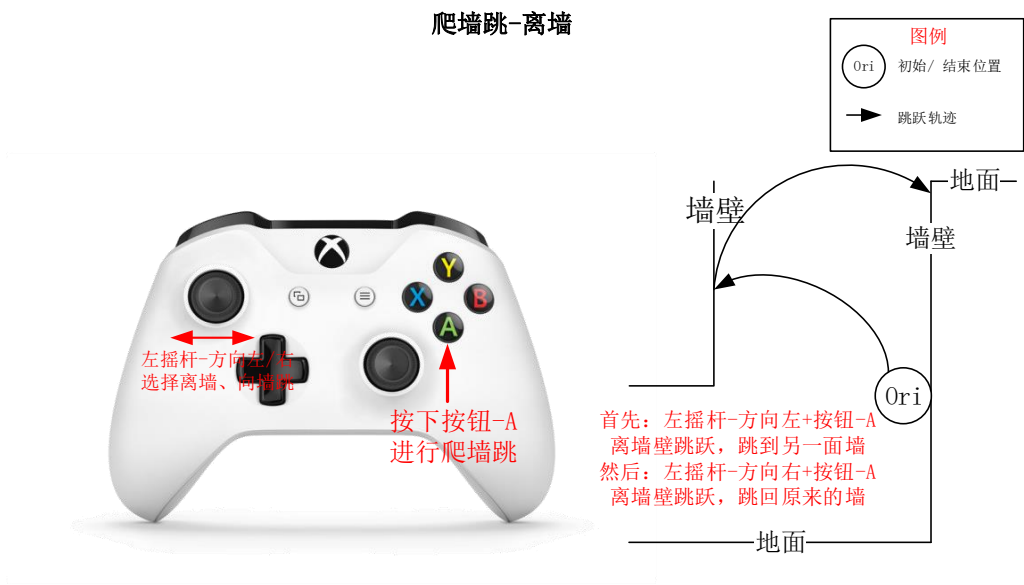 爬墙跳-离墙
图例
Ori
初始/ 结束位置
跳跃轨迹
地面
墙壁
墙壁
Y
X
B
A
左摇杆-方向左/右
选择离墙、向墙跳
按下按钮-A
进行爬墙跳
Ori
首先: 左摇杆-方向左+按钮-A
离墙壁跳跃, 跳到另一面墙
然后: 左摇杆-方向右+按钮-A
离墙壁跳跃, 跳回原来的墙
地面